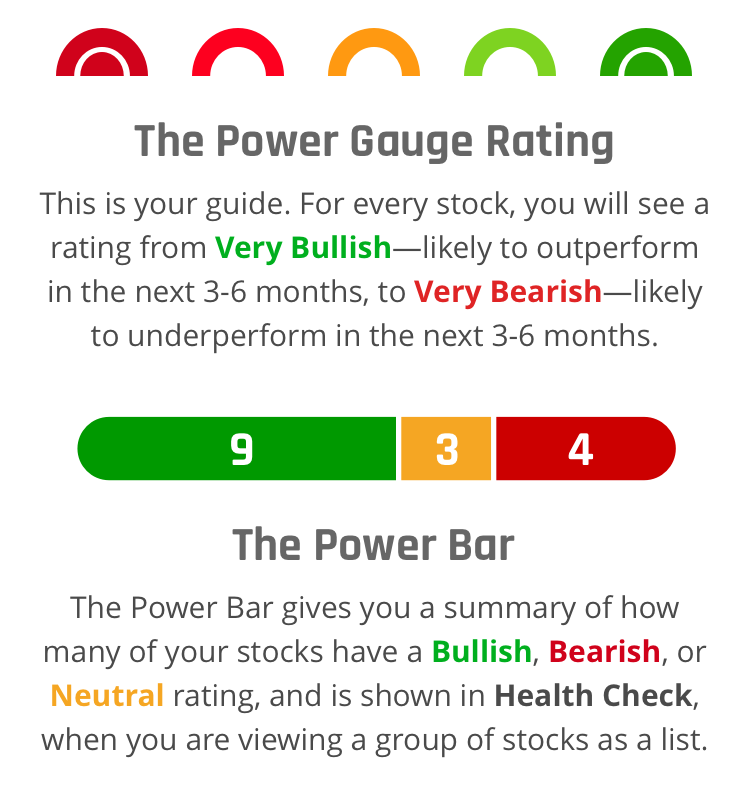 The Power Gauge Rating
This is your guide. For every stock, you will see a
rating from Very Bullish—likely to outperform
in the next 3-6 months, to Very Bearish—likely
to underperform in the next 3-6 months.
9 3 4
The Power Bar
The Power Bar gives you a summary of how
many of your stocks have a Bullish, Bearish, or
Neutral rating, and is shown in Health Check,
when you are viewing a group of stocks as a list.